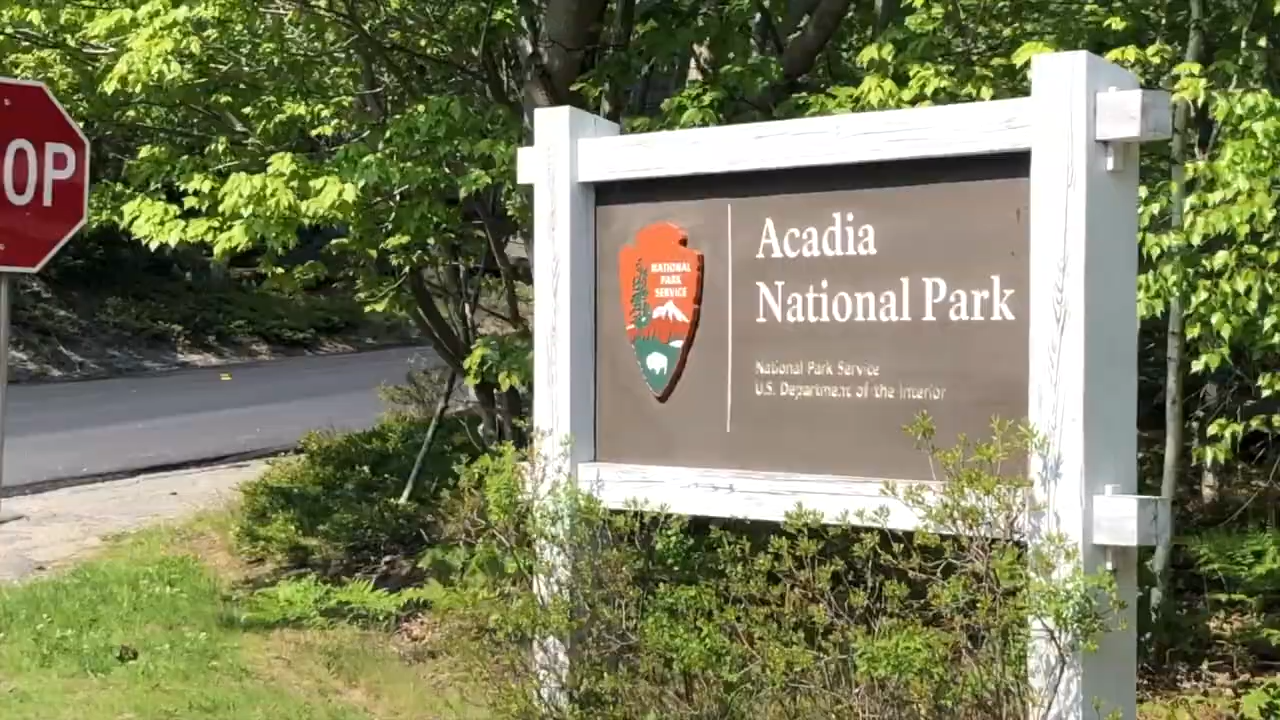 OP
NATIONAL
PARK
SERVICE
Acadia
National Park
National Park Service
U.S. Department of the Interior